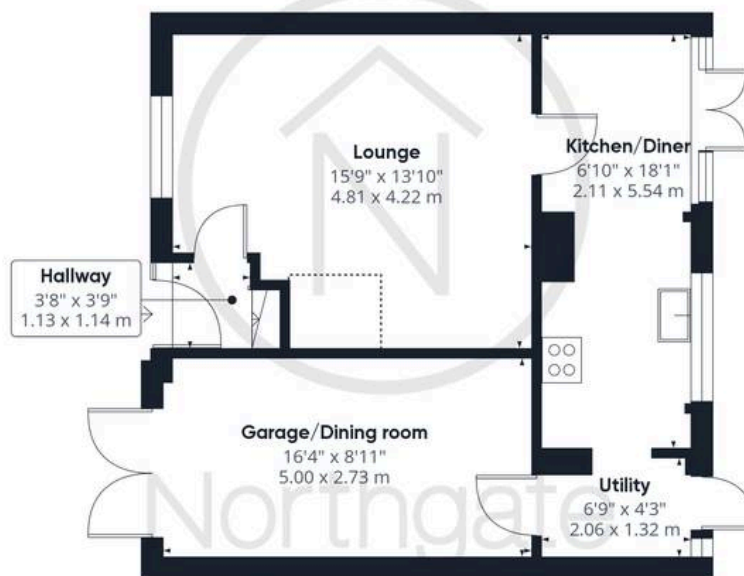 Lounge
15'9" x 13'10"
4.81 x 4.22 m
Kitchen/Diner
6'10" x 18'1"
2.11 x 5.54 m
Hallway
3'8" x 3'9"
1.13 x 1.14 m
Garage/Dining room
16'4" x 8'11"
5.00 x 2.73 m
Utility
6'9" x 4'3"
2.06 x 1.32 m
N
Northgate